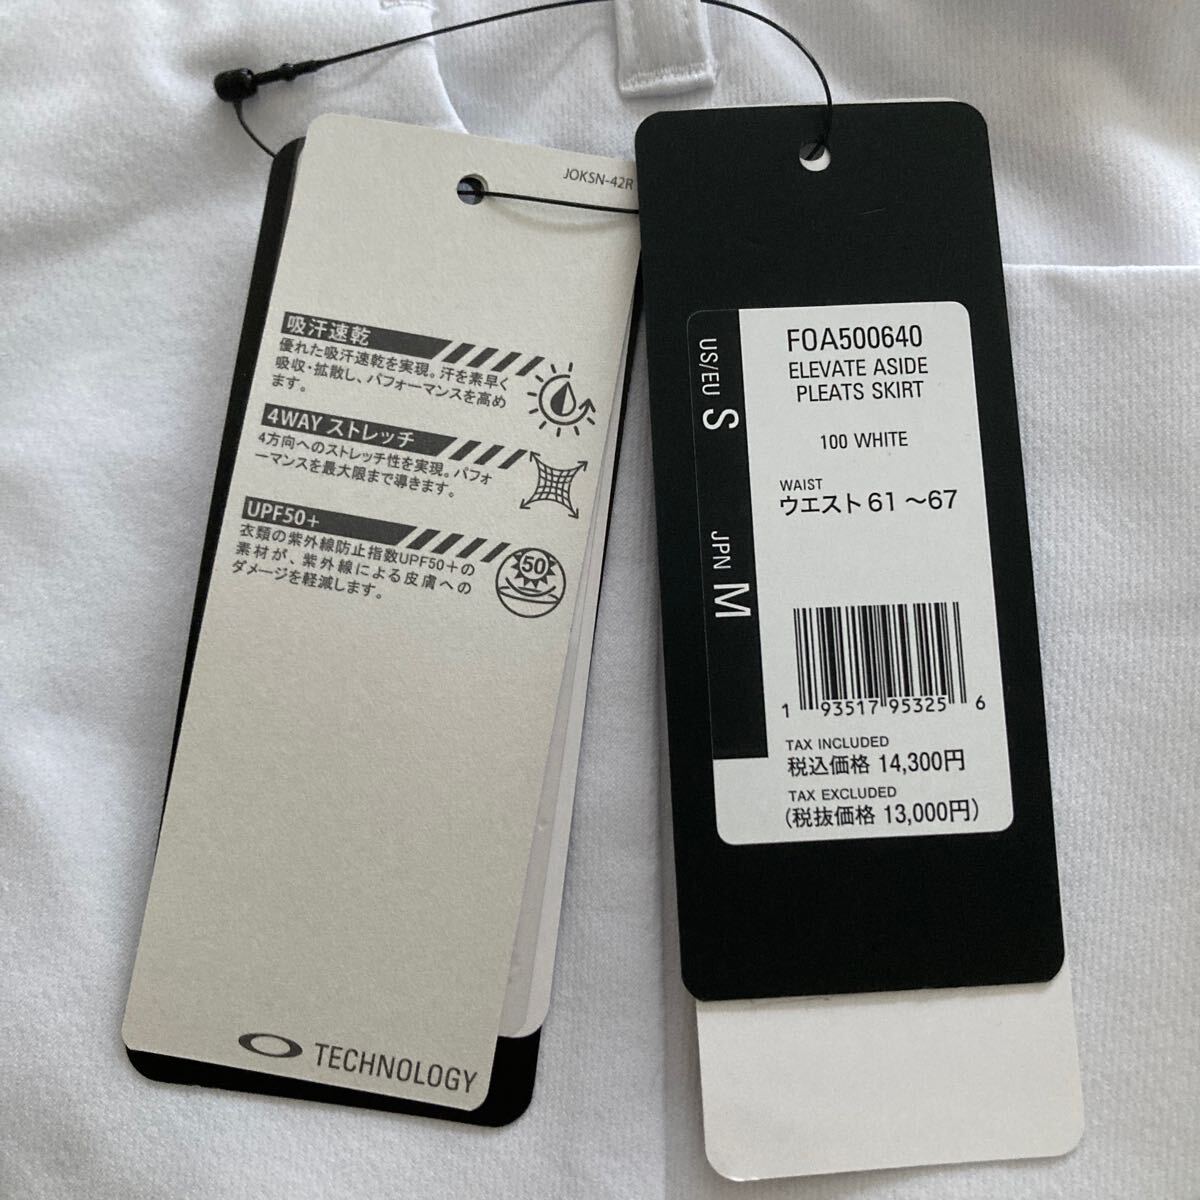 JOKSN-42R
吸汗速乾
優れた吸汗速乾を実現。汗を素早く
吸収・拡散し、パフォーマンスを高め
ます。
4WAY ストレッチ
4方向へのストレッチ性を実現。パフォ
ーマンスを最大限まで導きます。
UPF50+
衣類の紫外線防止指数UPF50+の
素材が、紫外線による皮膚への
ダメージを軽減します。
50
TECHNOLOGY
US/EU S
JPN M
FOA500640
ELEVATE ASIDE
PLEATS SKIRT
100 WHITE
WAIST
ウエスト 61 ～67
1 93517 95325 6
TAX INCLUDED
税込価格 14,300円
TAX EXCLUDED
(税抜価格 13,000円)